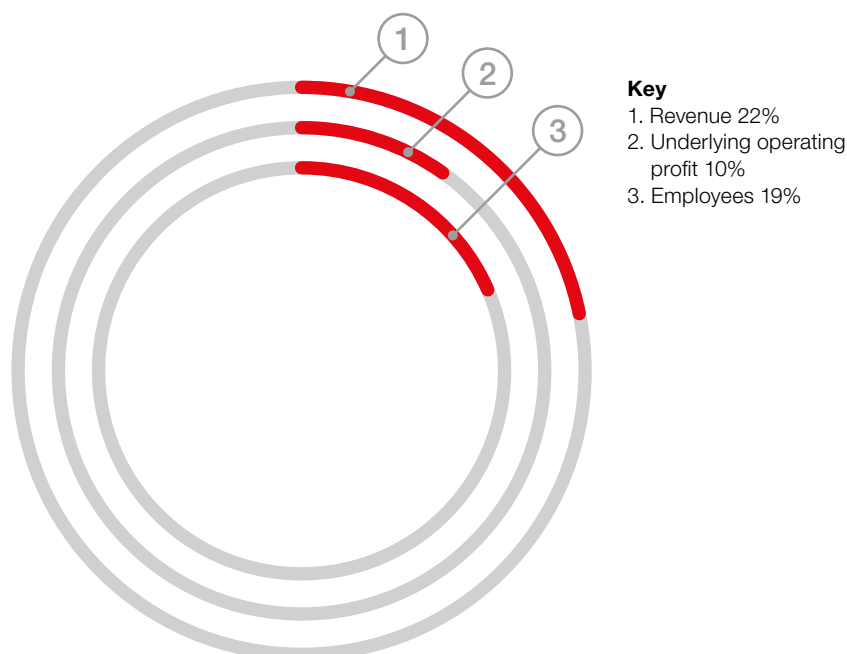 1
2
3
Key
1. Revenue 22%
2. Underlying operating
profit 10%
3. Employees 19%